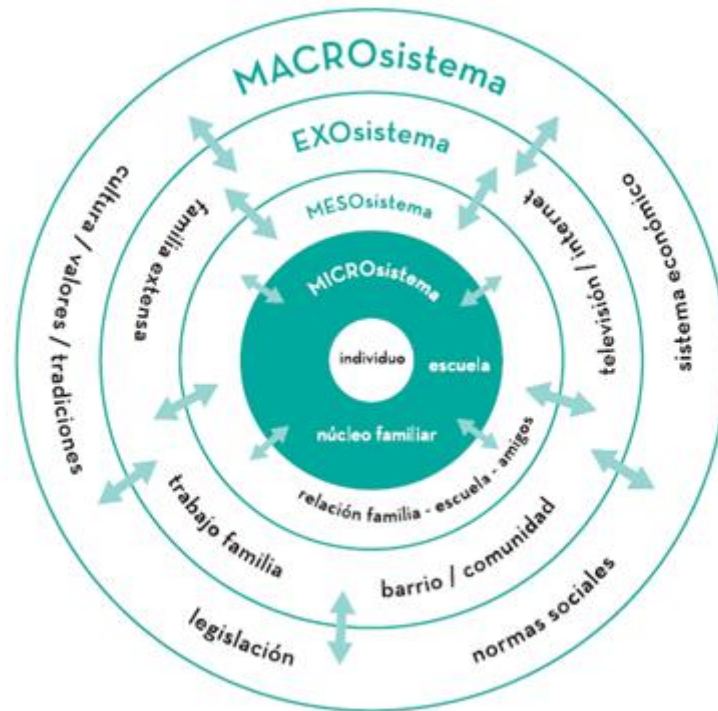 MACROsistema
EXOsistema
MESOsistema
MICROsistema
individuo
escuela
núcleo familiar
relación familia - escuela - amigos
familia extensa
televisión / internet
trabajo familia
barrio / comunidad
cultura / valores / tradiciones
sistema económico
legislación
normas sociales